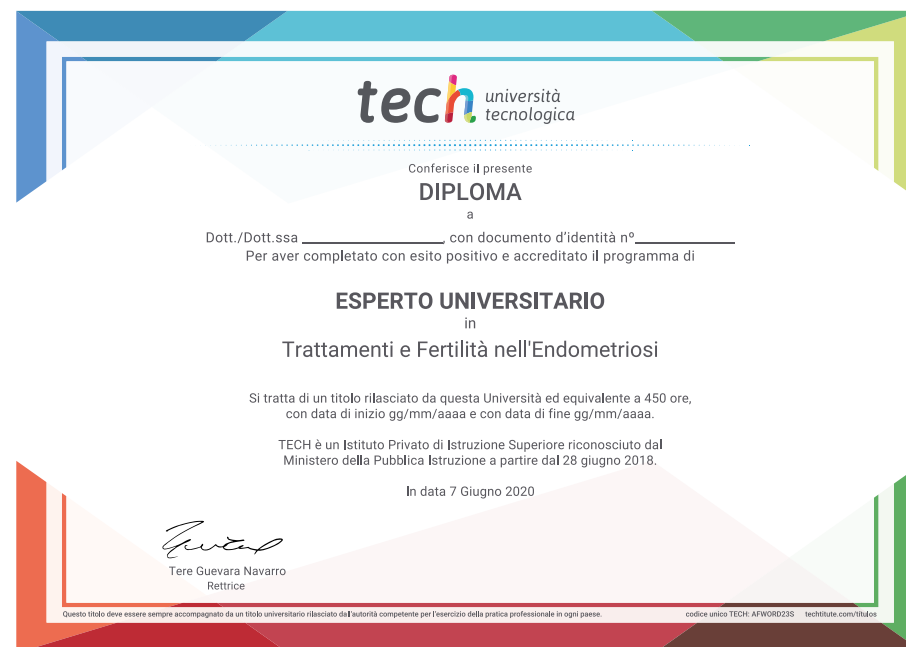 tech università
tecnologica
Conferisce il presente
DIPLOMA
a
Dott./Dott.ssa _________________, con documento d'identità nº____________
Per aver completato con esito positivo e accreditato il programma di
ESPERTO UNIVERSITARIO
in
Trattamenti e Fertilità nell'Endometriosi
Si tratta di un titolo rilasciato da questa Università ed equivalente a 450 ore,
con data di inizio gg/mm/aaaa e con data di fine gg/mm/aaaa.
TECH è un Istituto Privato di Istruzione Superiore riconosciuto dal
Ministero della Pubblica Istruzione a partire dal 28 giugno 2018.
In data 7 Giugno 2020
Tere Guevara Navarro
Rettrice
Questo titolo deve essere sempre accompagnato da un titolo universitario rilasciato dall'autorità competente per l'esercizio della pratica professionale in ogni paese. codice unico TECH: AFWORD23S techtitute.com/titulos